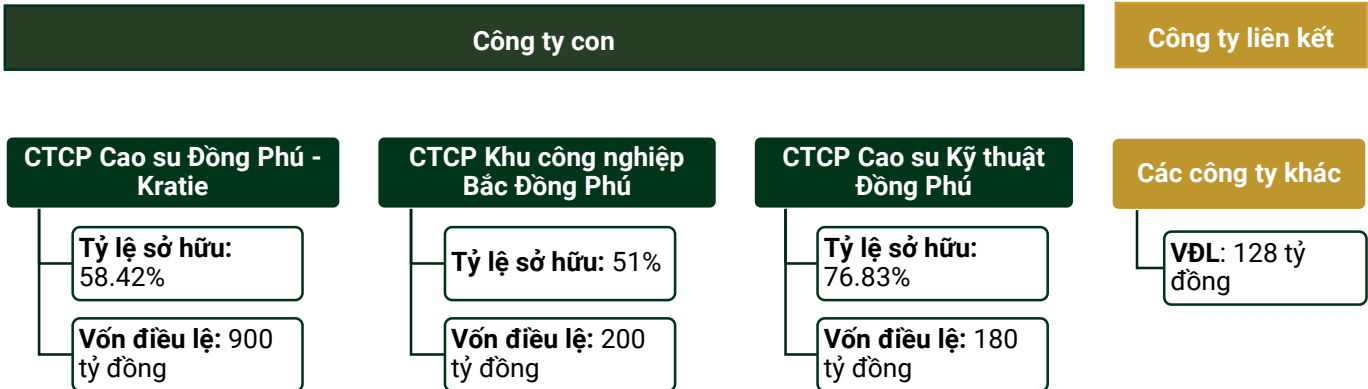 Công ty con
Công ty liên kết
CTCP Cao su Đồng Phú -
Kratie
Tỷ lệ sở hữu:
58.42%
Vốn điều lệ: 900
tỷ đồng
CTCP Khu công nghiệp
Bắc Đồng Phú
Tỷ lệ sở hữu: 51%
Vốn điều lệ: 200
tỷ đồng
CTCP Cao su Kỹ thuật
Đồng Phú
Tỷ lệ sở hữu:
76.83%
Vốn điều lệ: 180
tỷ đồng
Các công ty khác
VĐL: 128 tỷ
đồng